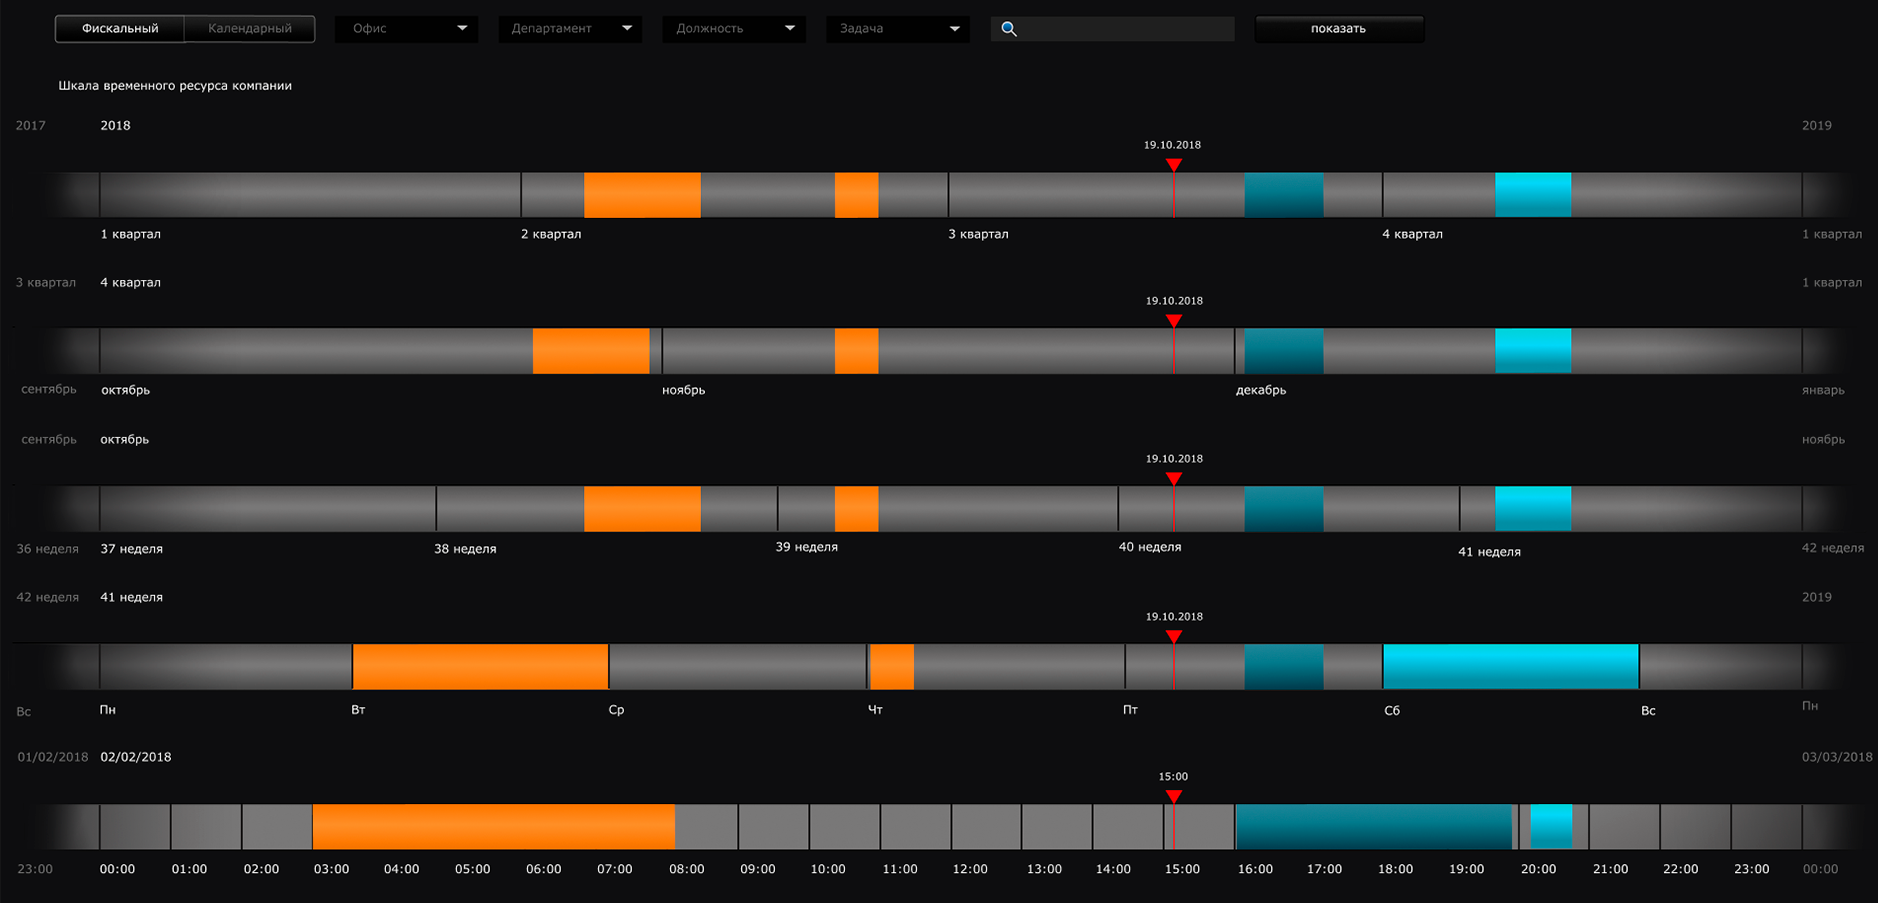 Фискальный Календарный Офис Департамент Должность Задача показать
Шкала временного ресурса компании
2017 2018 2019
19.10.2018
1 квартал 2 квартал 3 квартал 4 квартал 1 квартал
3 квартал 4 квартал 1 квартал
19.10.2018
сентябрь октябрь ноябрь декабрь январь
сентябрь октябрь ноябрь
19.10.2018
36 неделя 37 неделя 38 неделя 39 неделя 40 неделя 41 неделя 42 неделя
42 неделя 41 неделя 2019
19.10.2018
Вс Пн Вт Ср Чт Пт Сб Вс Пн
01/02/2018 02/02/2018 03/03/2018
15:00
23:00 00:00 01:00 02:00 03:00 04:00 05:00 06:00 07:00 08:00 09:00 10:00 11:00 12:00 13:00 14:00 15:00 16:00 17:00 18:00 19:00 20:00 21:00 22:00 23:00 00:00